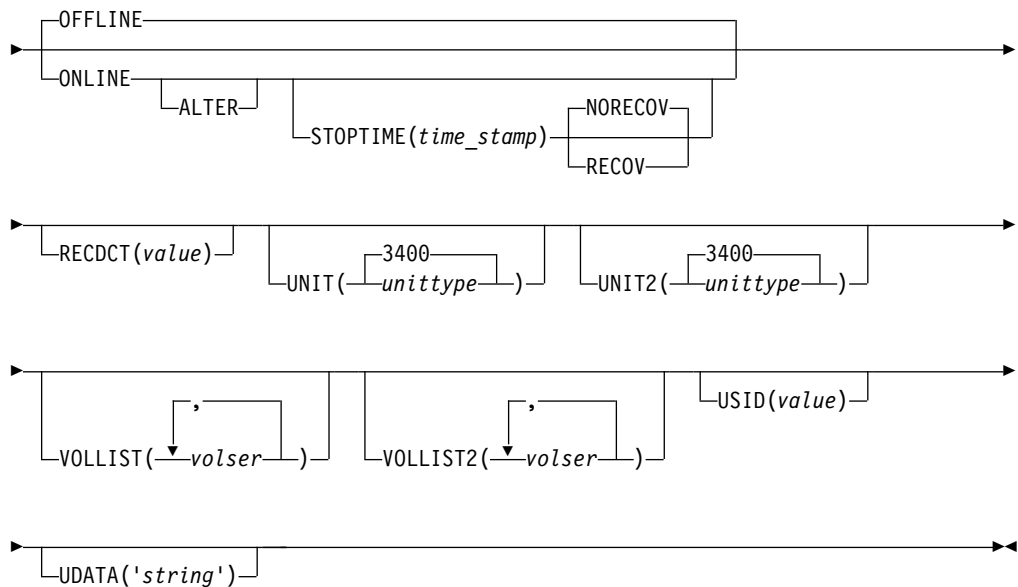 OFFLINE
ONLINE
ALTER
STOPTIME(time_stamp)
NORECOV
RECOV
RECDCT(value)
UNIT(
3400
unittype
)
UNIT2(
3400
unittype
)
VOLLIST(
,
volser
)
VOLLIST2(
,
volser
)
USID(value)
UDATA('string')